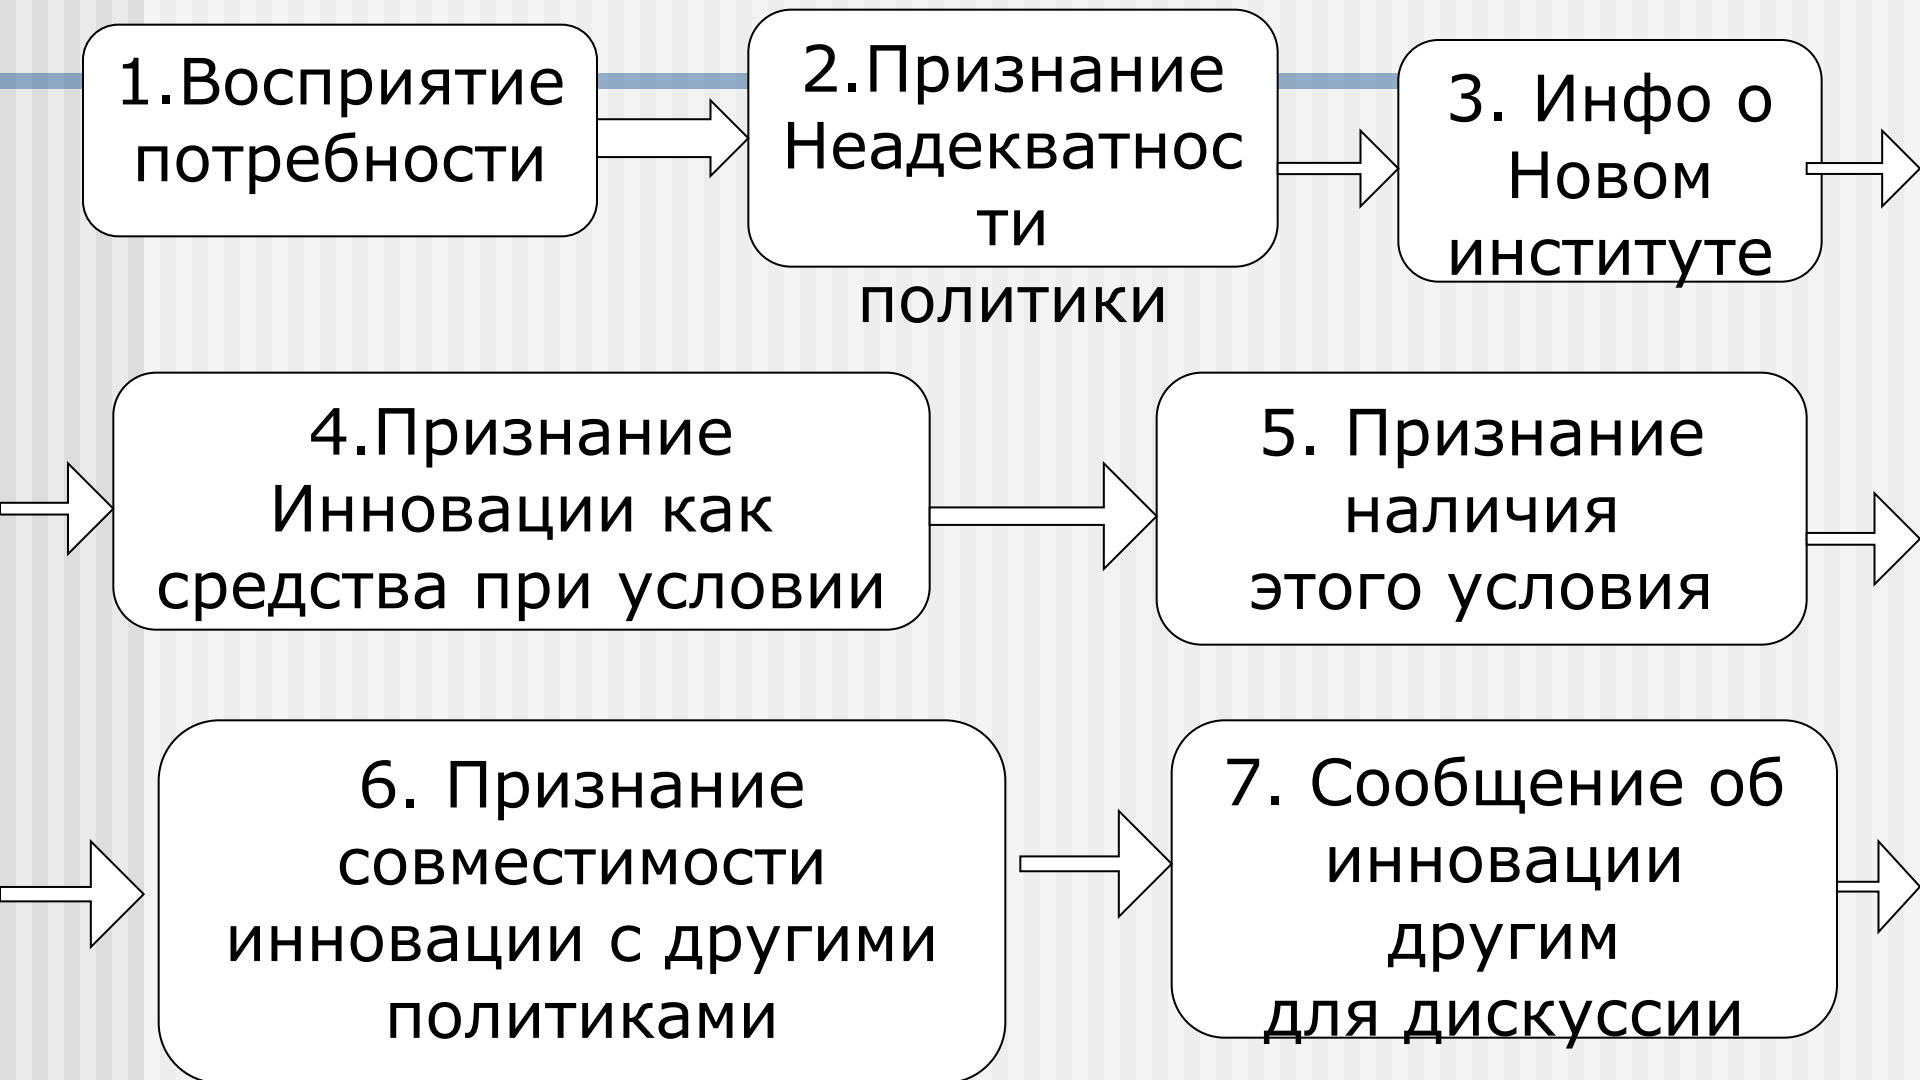 1.Восприятие
потребности
2.Признание
Неадекватнос
ти
политики
3. Инфо о
Новом
институте
4.Признание
Инновации как
средства при условии
5. Признание
наличия
этого условия
6. Признание
совместимости
инновации с другими
политиками
7. Сообщение об
инновации
другим
для дискуссии